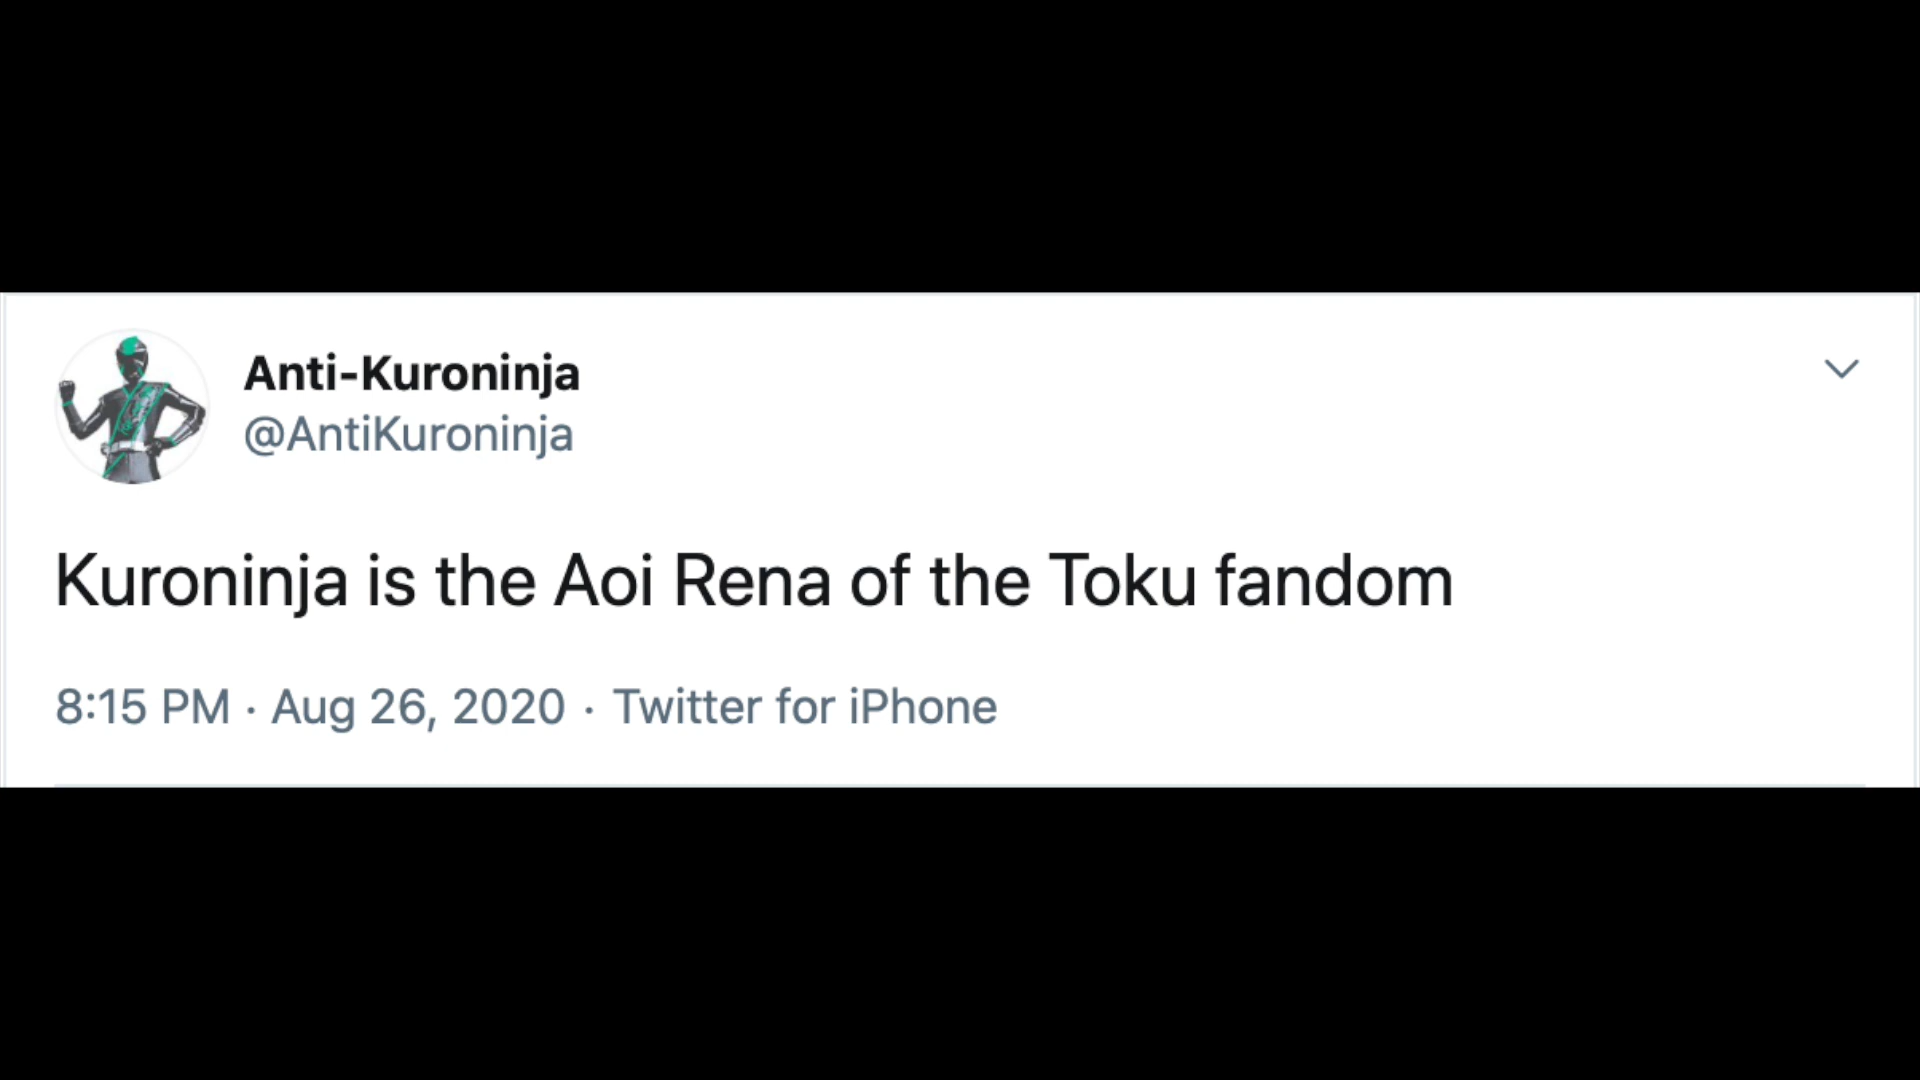 Anti-Kuroninja
@AntiKuroninja
Kuroninja is the Aoi Rena of the Toku fandom
8:15 PM · Aug 26, 2020 · Twitter for iPhone